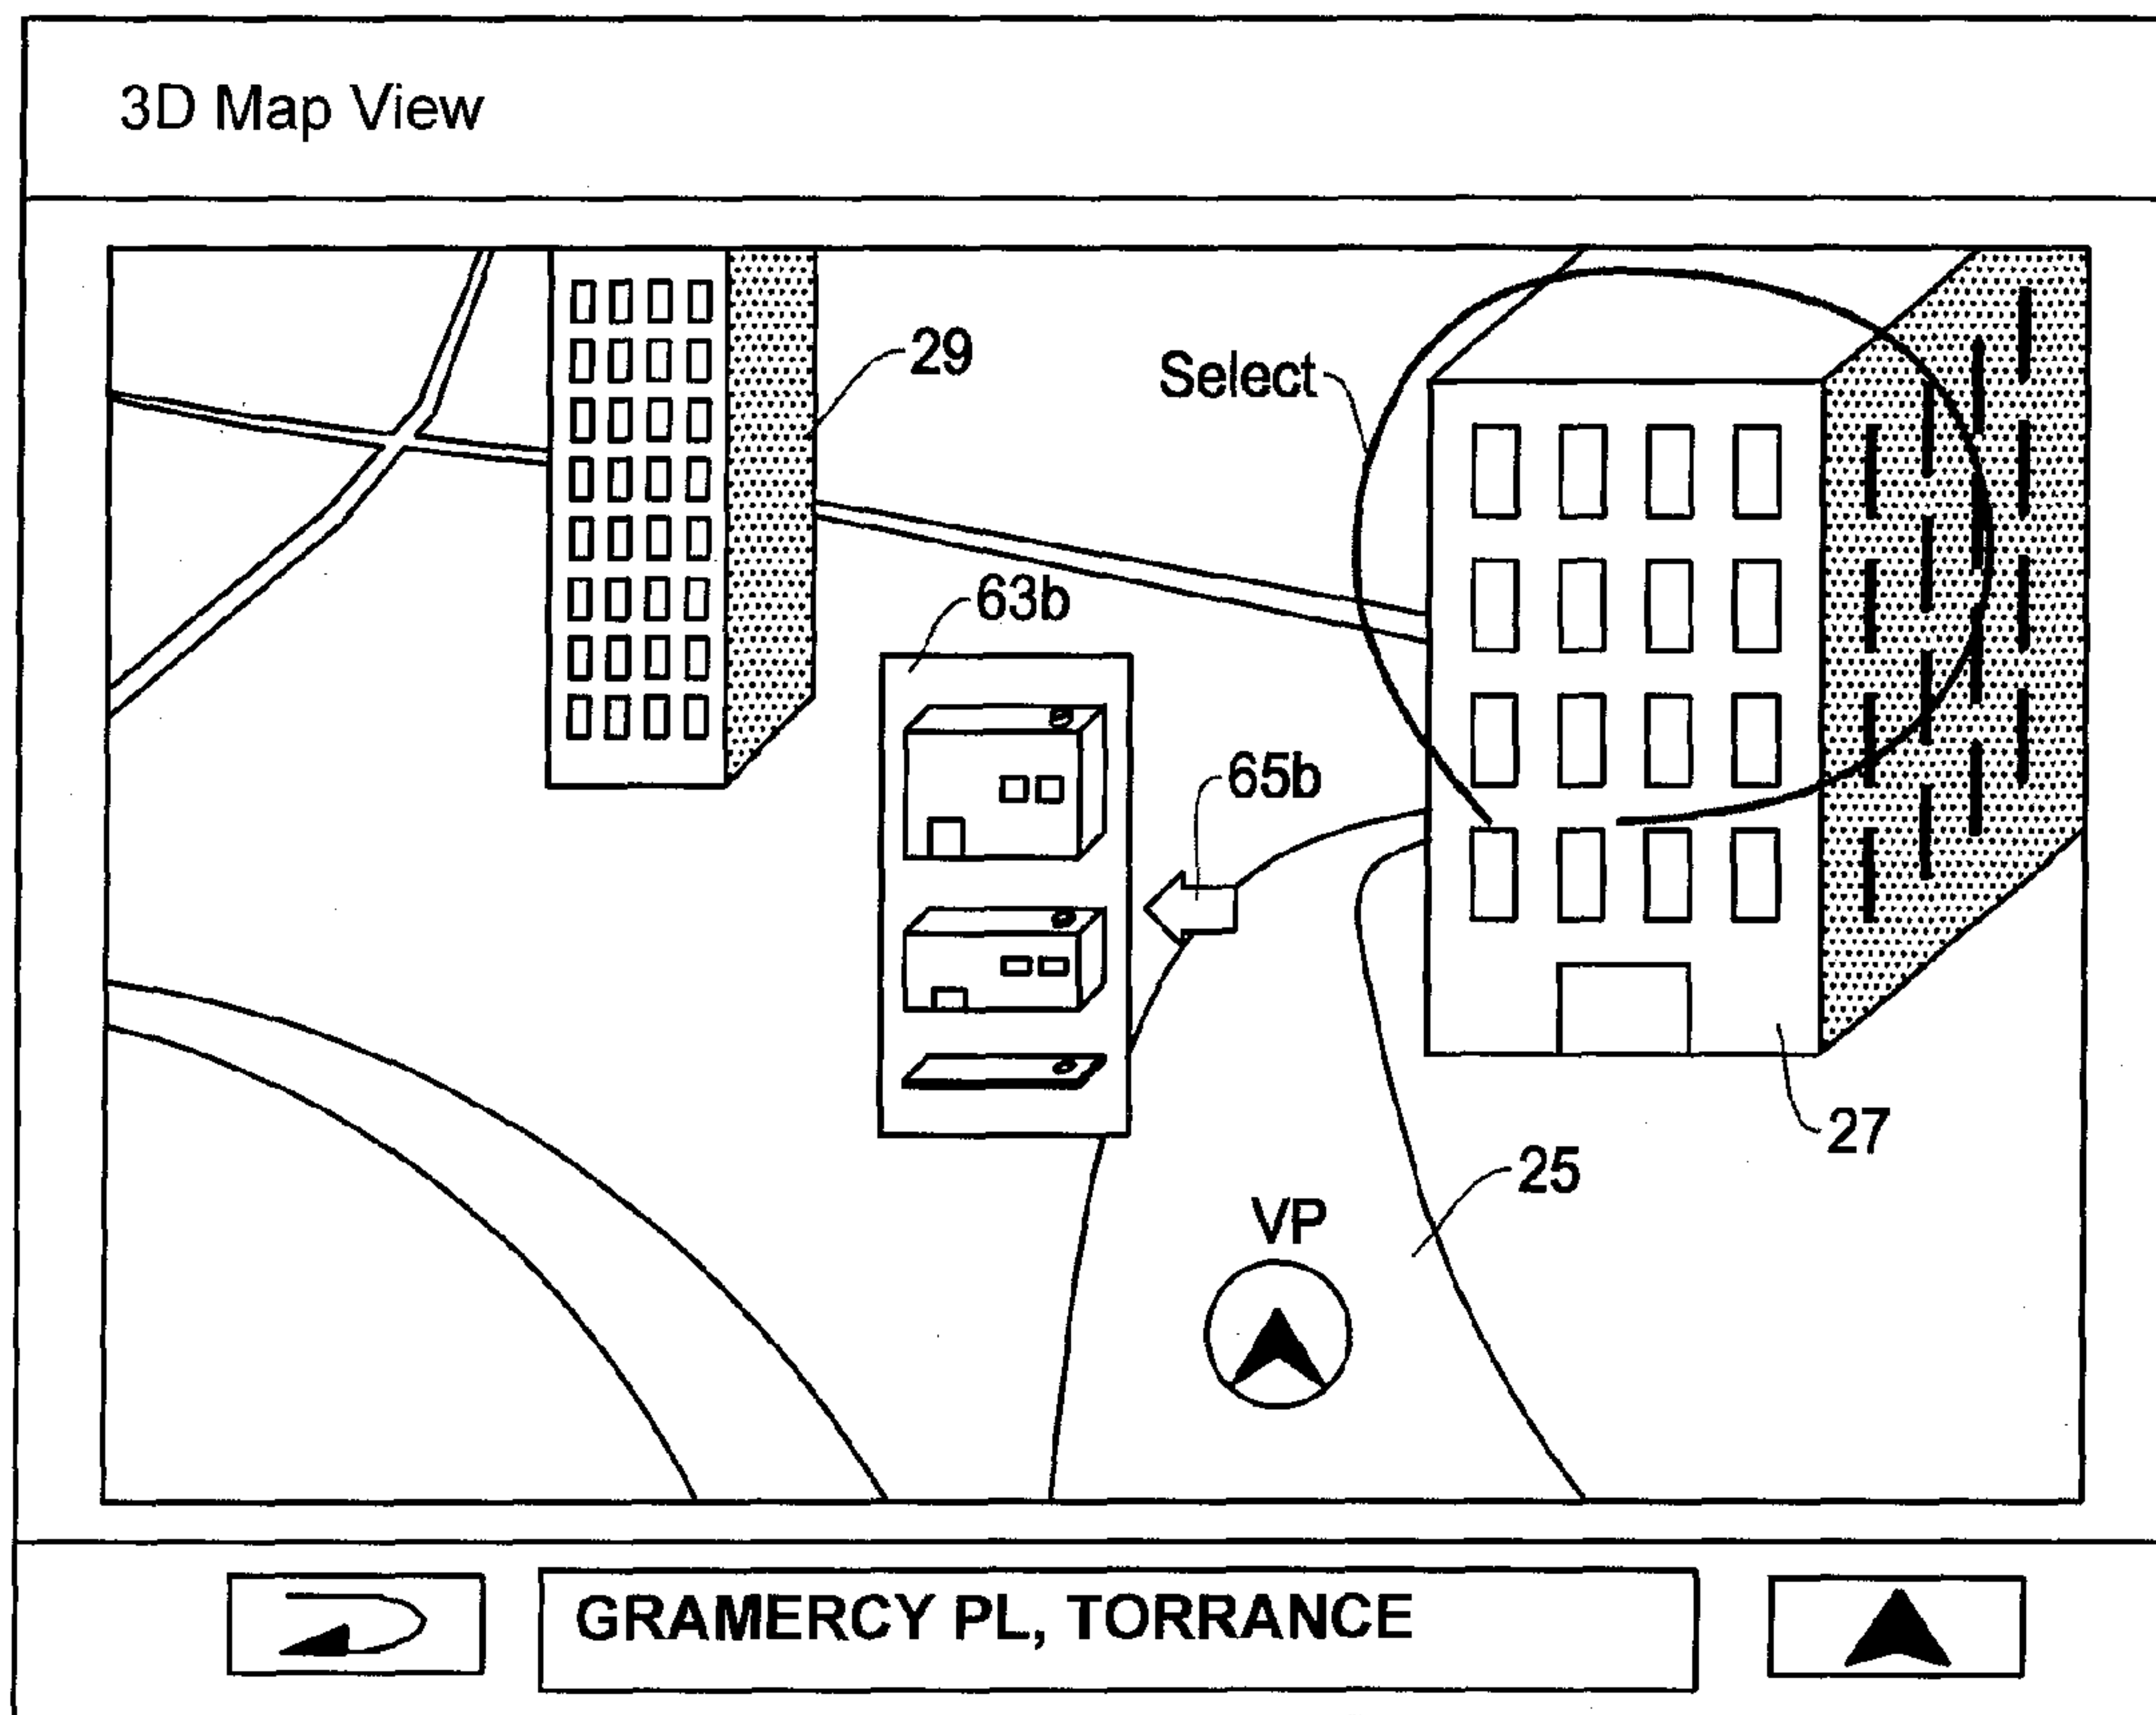 3D Map View
29
Select
63b
65b
27
25
VP
GRAMERCY PL, TORRANCE